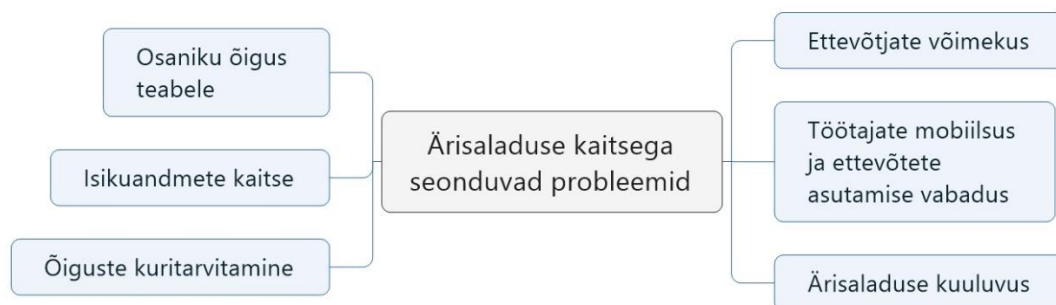 Osaniku õigus
teabele
Isikuandmete kaitse
Õiguste kuritarvitamine
Ärisaladuse kaitsega
seonduvad probleemid
Ettevõtjate võimekus
Töötajate mobiilsus
ja ettevõtete
asutamise vabadus
Ärisaladuse kuuluvus